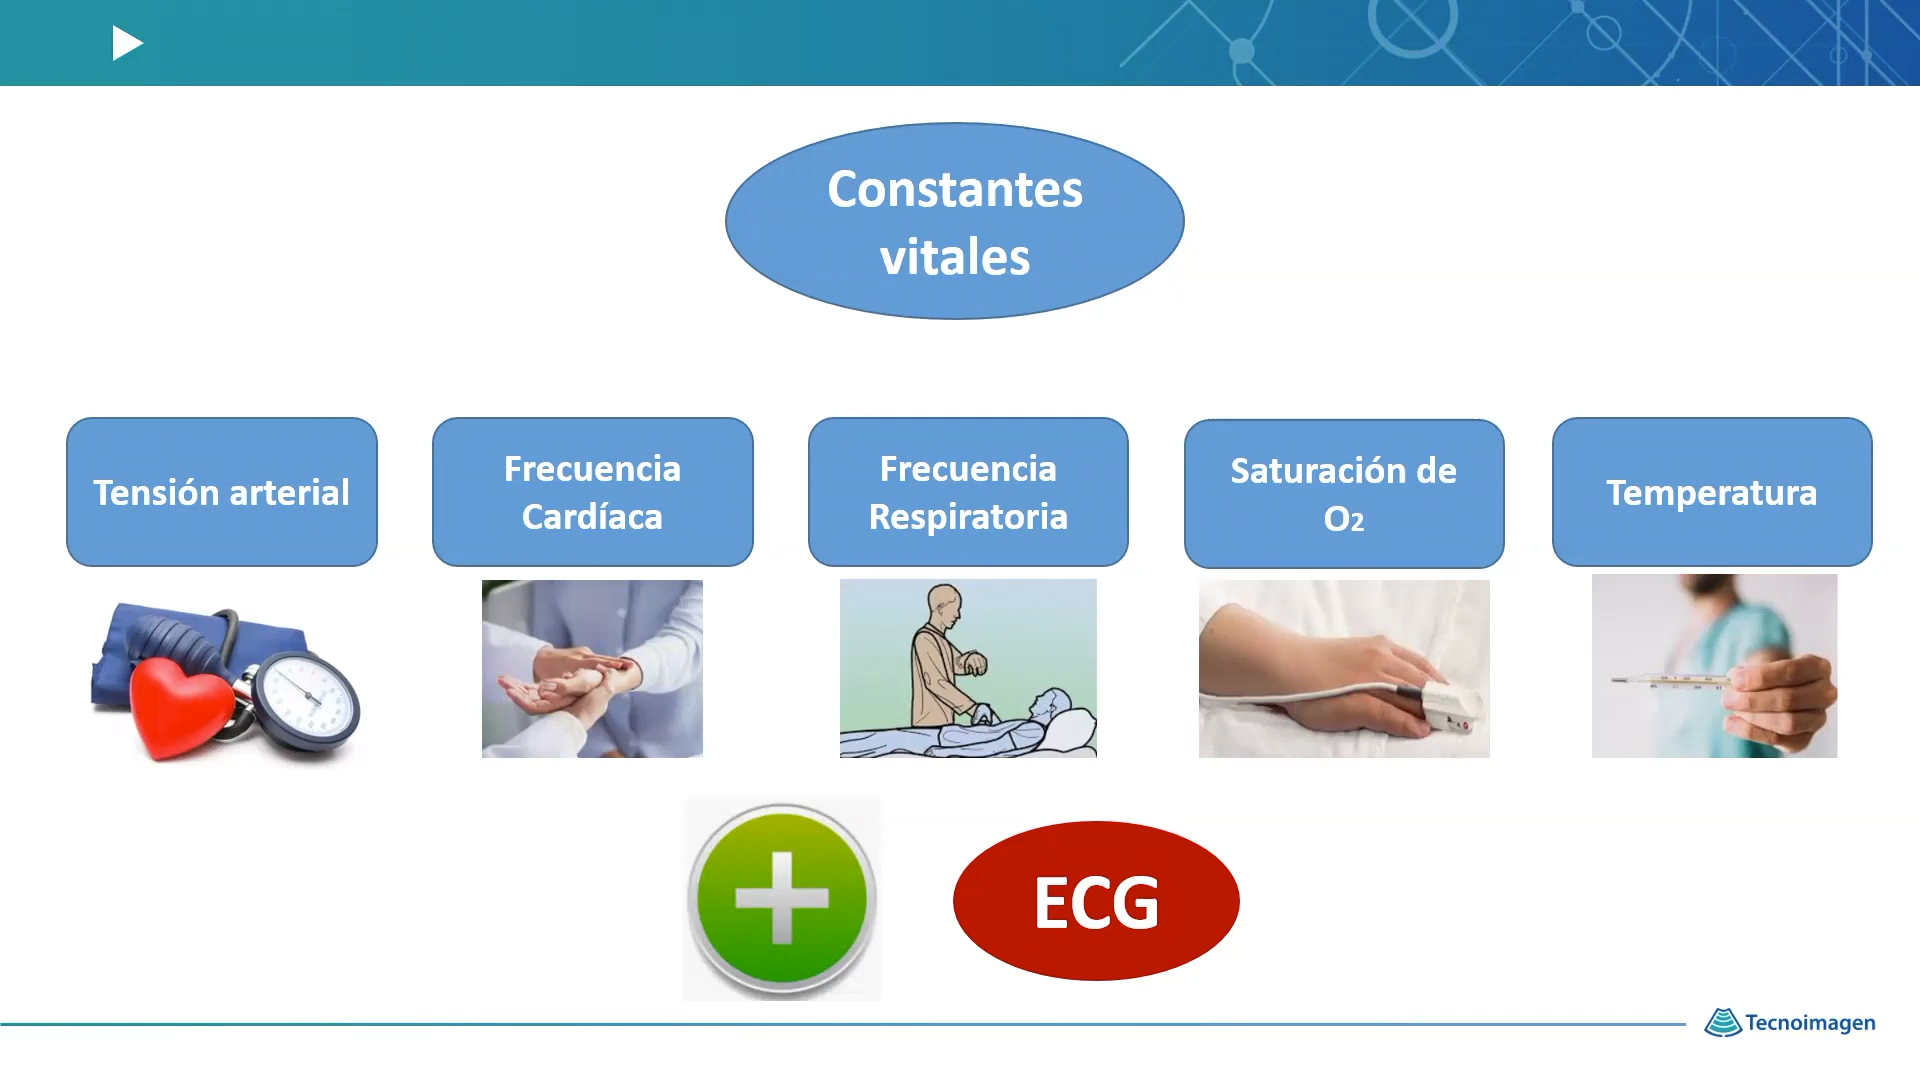 Constantes
vitales
Tensión arterial
Frecuencia
Cardíaca
Frecuencia
Respiratoria
Saturación de
O2
Temperatura
ECG
Tecnoimagen